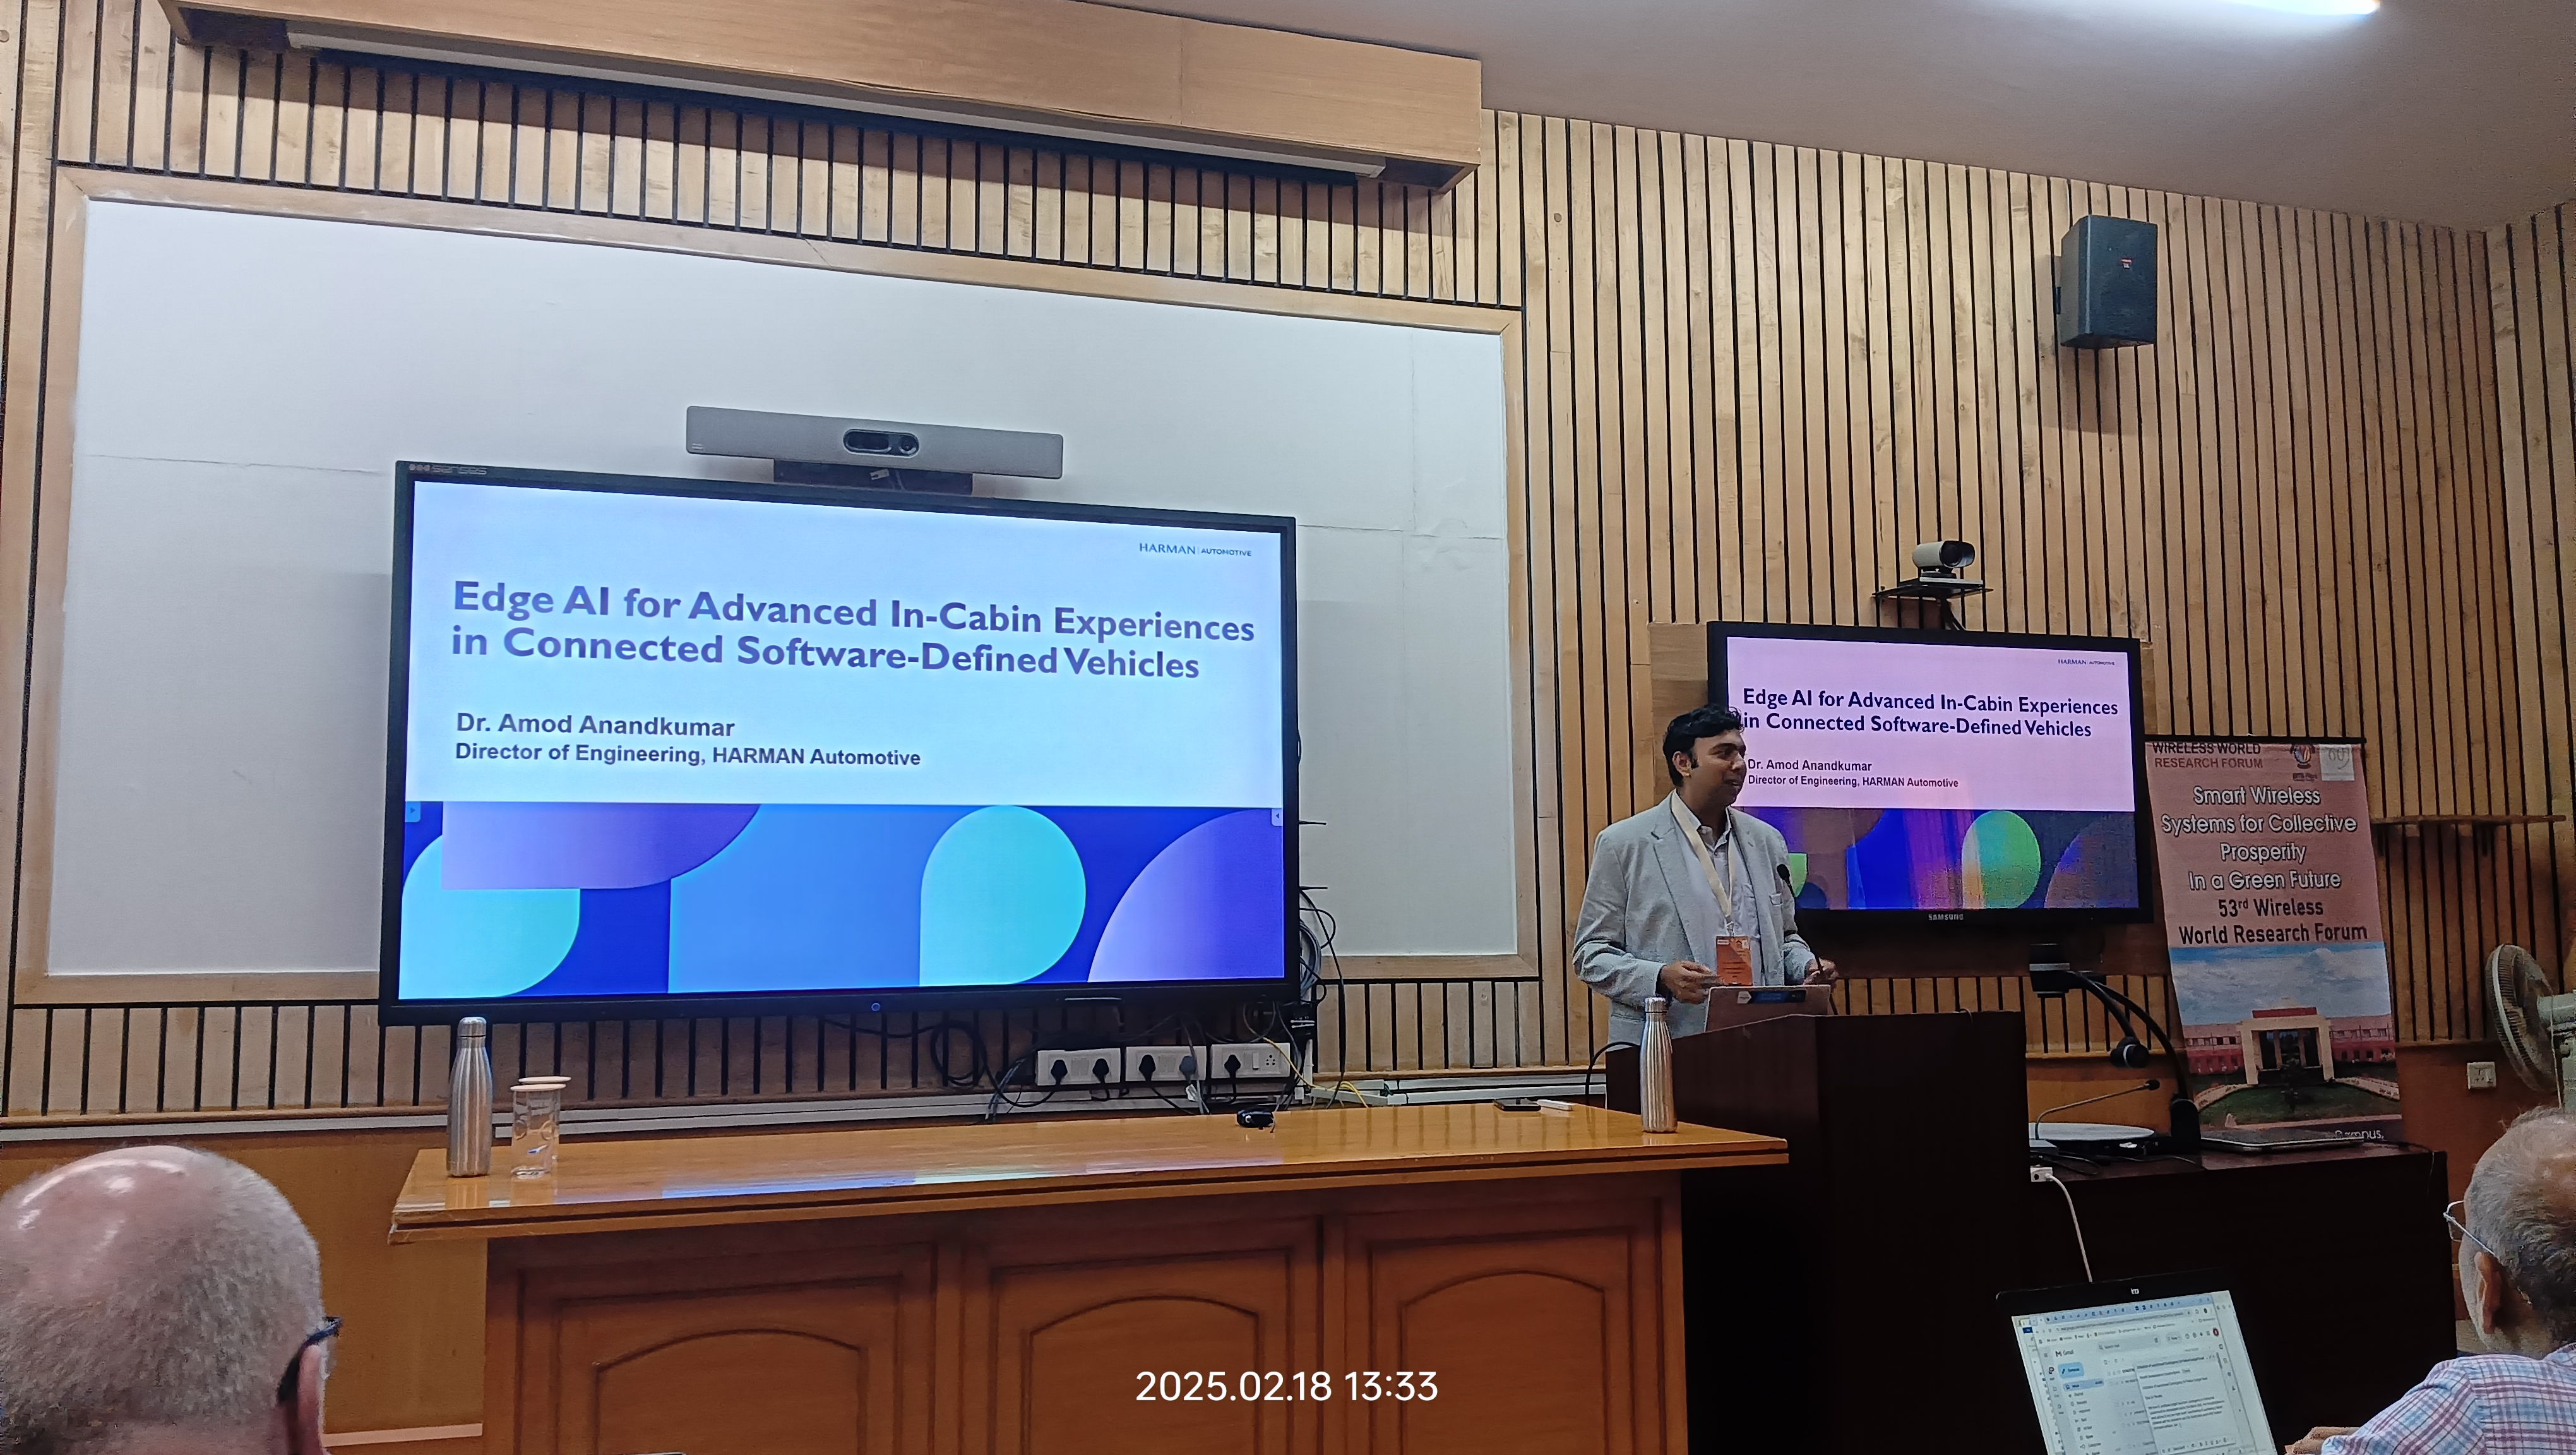 HARMAN AUTOMOTIVE
Edge AI for Advanced In-Cabin Experiences
in Connected Software-Defined Vehicles
Dr. Amod Anandkumar
Director of Engineering, HARMAN Automotive
HARMAN AUTOMOTIVE
Edge AI for Advanced In-Cabin Experiences
in Connected Software-Defined Vehicles
Dr. Amod Anandkumar
Director of Engineering, HARMAN Automotive
SAMSUNG
WIRELESS WORLD
RESEARCH FORUM
Smart Wireless
Systems for Collective
Prosperity
In a Green Future
53rd Wireless
World Research Forum
hp
Gmail
2025.02.18 13:33